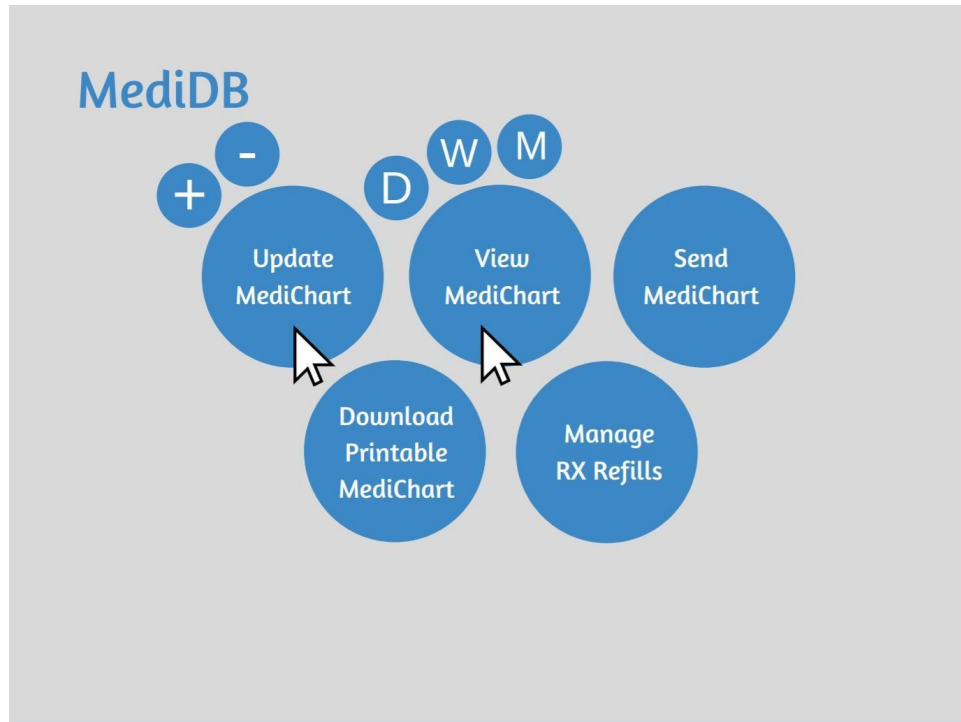 MediDB
+
-
D
W
M
Update
MediChart
View
MediChart
Send
MediChart
Download
Printable
MediChart
Manage
RX Refills